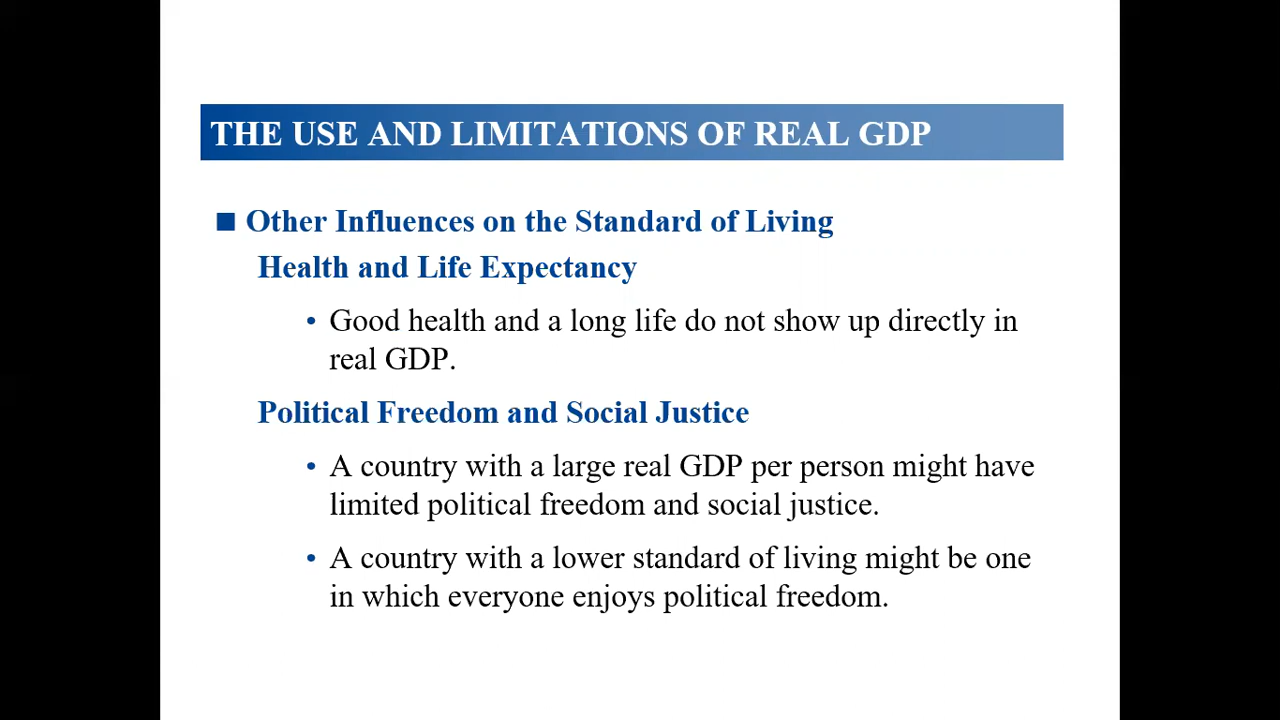 THE USE AND LIMITATIONS OF REAL GDP
■ Other Influences on the Standard of Living
Health and Life Expectancy
• Good health and a long life do not show up directly in
real GDP.
Political Freedom and Social Justice
• A country with a large real GDP per person might have
limited political freedom and social justice.
• A country with a lower standard of living might be one
in which everyone enjoys political freedom.